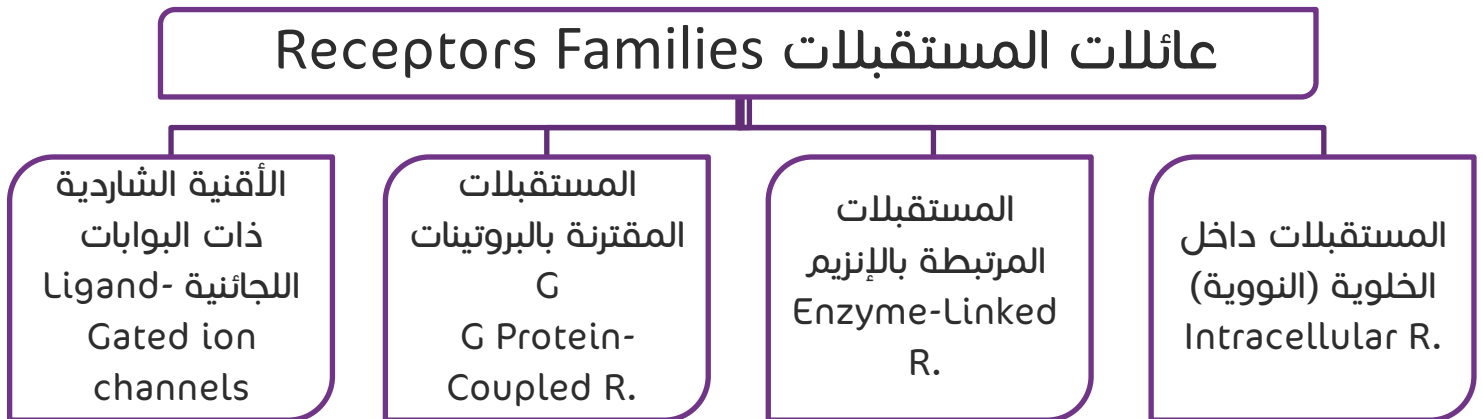 عائلات المستقبلات Receptors Families
الأقنية الشاردية
ذات البوابات
اللجائنية Ligand-
Gated ion
channels
المستقبلات
المقترنة بالبروتينات
G
G Protein-
Coupled R.
المستقبلات
المرتبطة بالإنزيم
Enzyme-Linked
R.
المستقبلات داخل
الخلوية (النووية)
Intracellular R.